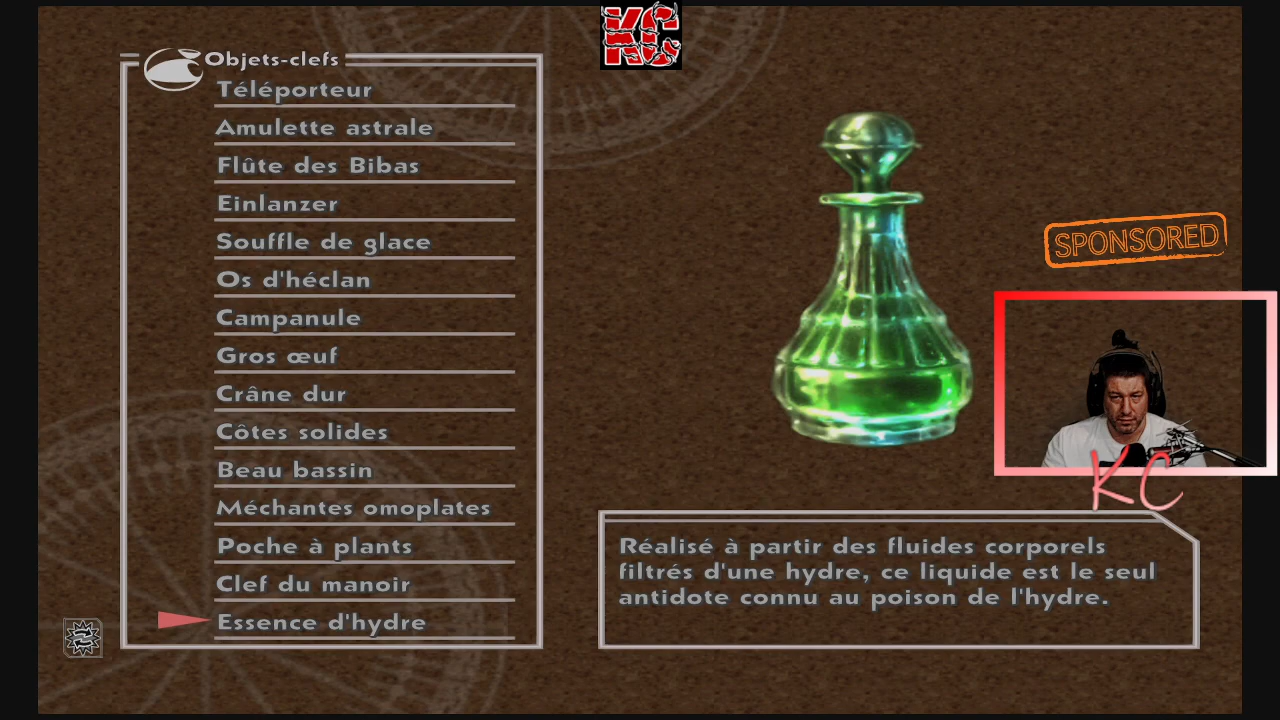 KC
Objets-clefs
Téléporteur
Amulette astrale
Flûte des Bibas
Einlanzer
Souffle de glace
Os d'héclan
Campanule
Gros œuf
Crâne dur
Côtes solides
Beau bassin
Méchantes omoplates
Poche à plants
Clef du manoir
Essence d'hydre
SPONSORED
KC
Réalisé à partir des fluides corporels
filtrés d'une hydre, ce liquide est le seul
antidote connu au poison de l'hydre.